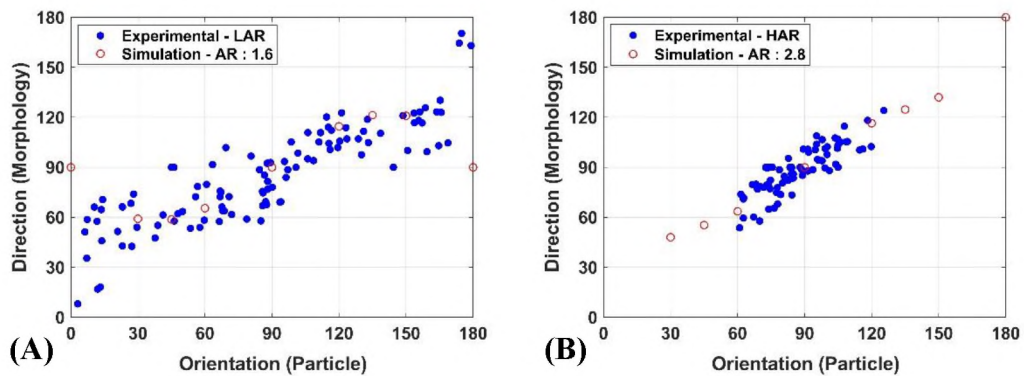 Experimental - LAR
Simulation - AR : 1.6
180
150
120
90
60
30
0
Direction (Morphology)
0 30 60 90 120 150 180
Orientation (Particle)
(A)
Experimental - HAR
Simulation - AR : 2.8
180
150
120
90
60
30
0
Direction (Morphology)
0 30 60 90 120 150 180
Orientation (Particle)
(B)